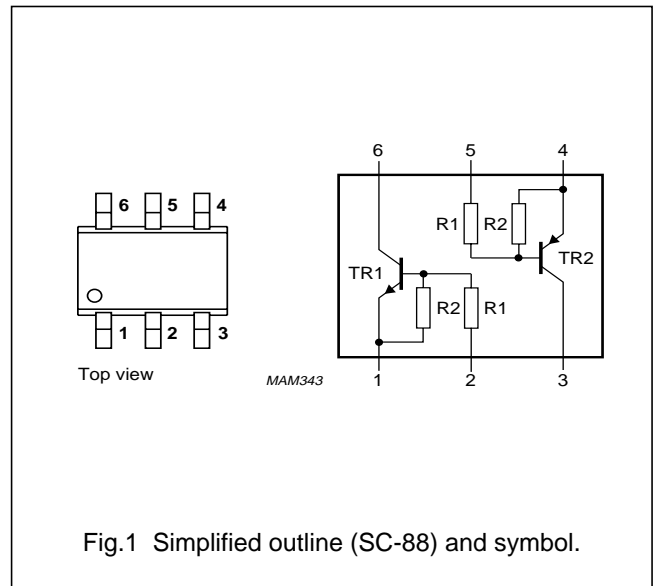 6 5 4
6 5 4
R1 R2
TR1 TR2
R2 R1
1 2 3
Top view
MAM343
1 2 3
Fig.1 Simplified outline (SC-88) and symbol.